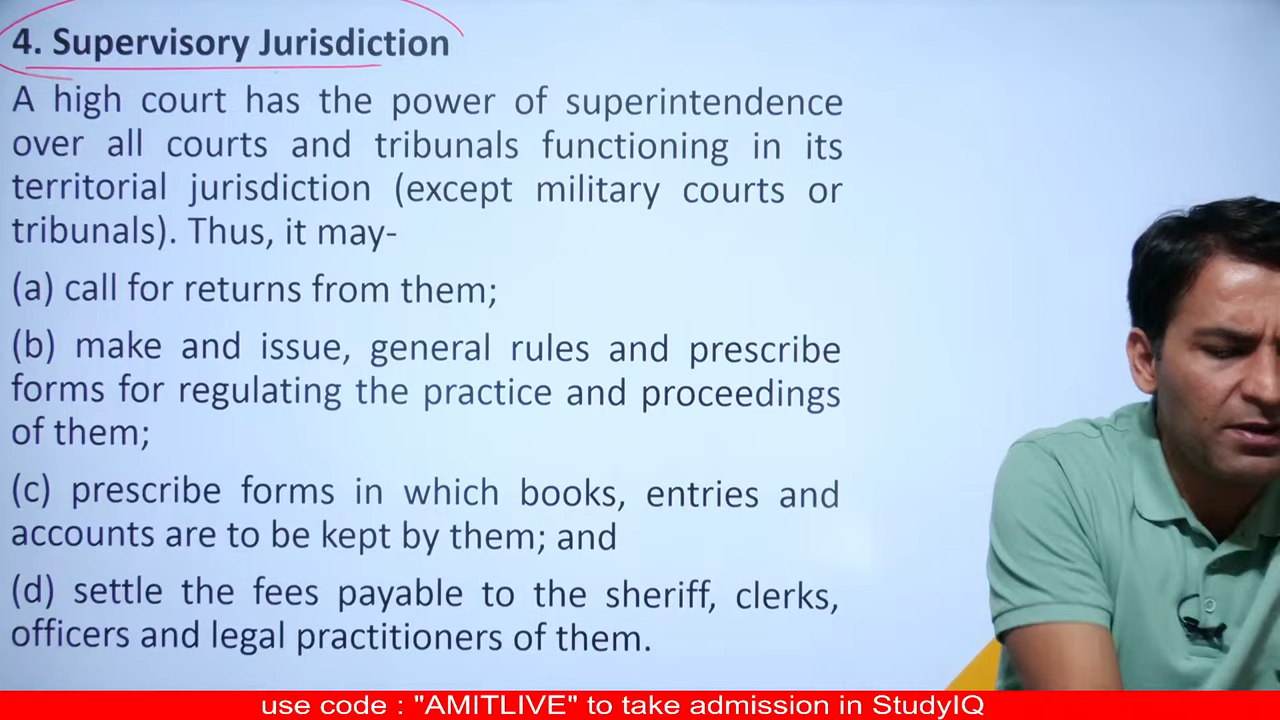 4. Supervisory Jurisdiction
A high court has the power of superintendence
over all courts and tribunals functioning in its
territorial jurisdiction (except military courts or
tribunals). Thus, it may-
(a) call for returns from them;
(b) make and issue, general rules and prescribe
forms for regulating the practice and proceedings
of them;
(c) prescribe forms in which books, entries and
accounts are to be kept by them; and
(d) settle the fees payable to the sheriff, clerks,
officers and legal practitioners of them.
use code : "AMITLIVE" to take admission in StudyIQ